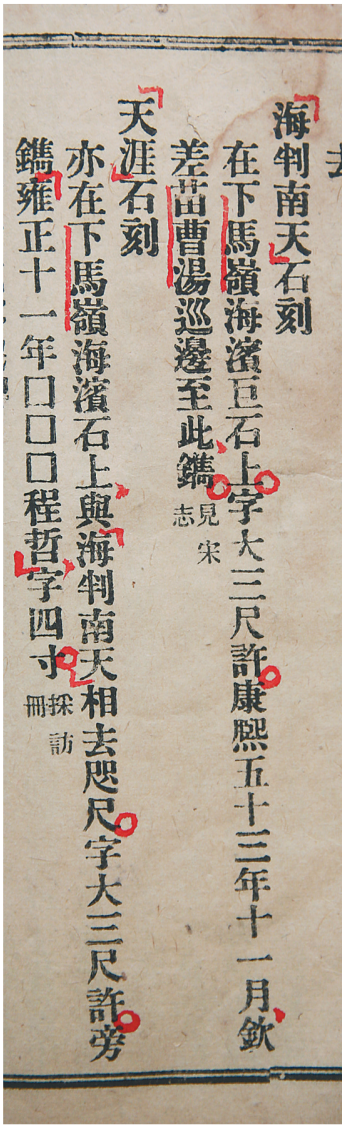 海判南天石刻
在下馬嶺海濱巨石上字大三尺許康熙五十三年十一月欽
差苗曹湯巡邊至此鐫見宋志
天涯石刻
亦在下馬嶺海濱石上與海判南天相去咫尺字大三尺許旁
鐫雍正十一年□□□程哲字四寸採訪冊